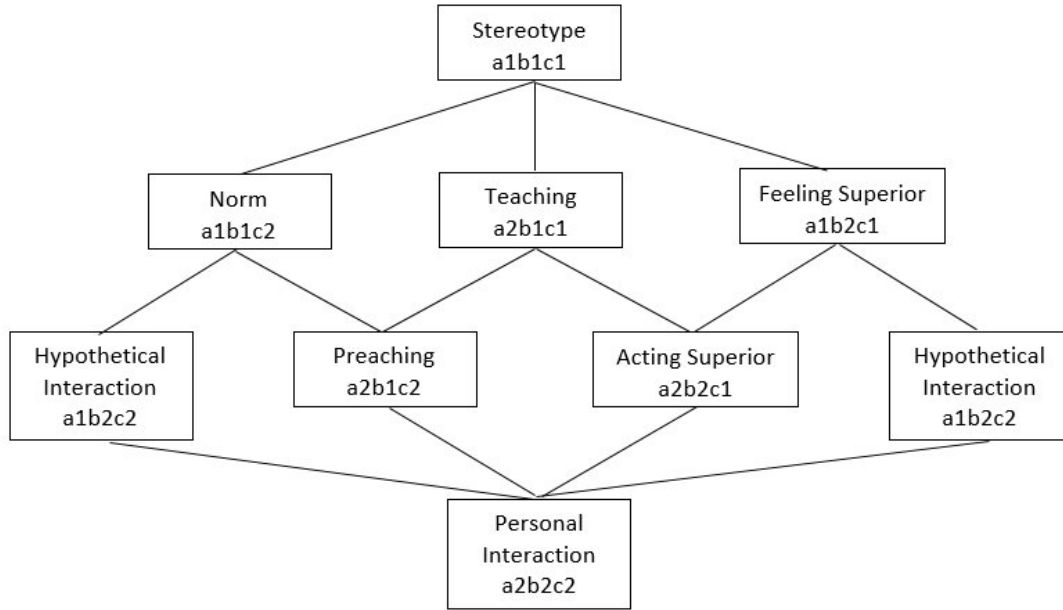 Stereotype
a1b1c1
Norm
a1b1c2
Teaching
a2b1c1
Feeling Superior
a1b2c1
Hypothetical
Interaction
a1b2c2
Preaching
a2b1c2
Acting Superior
a2b2c1
Hypothetical
Interaction
a1b2c2
Personal
Interaction
a2b2c2